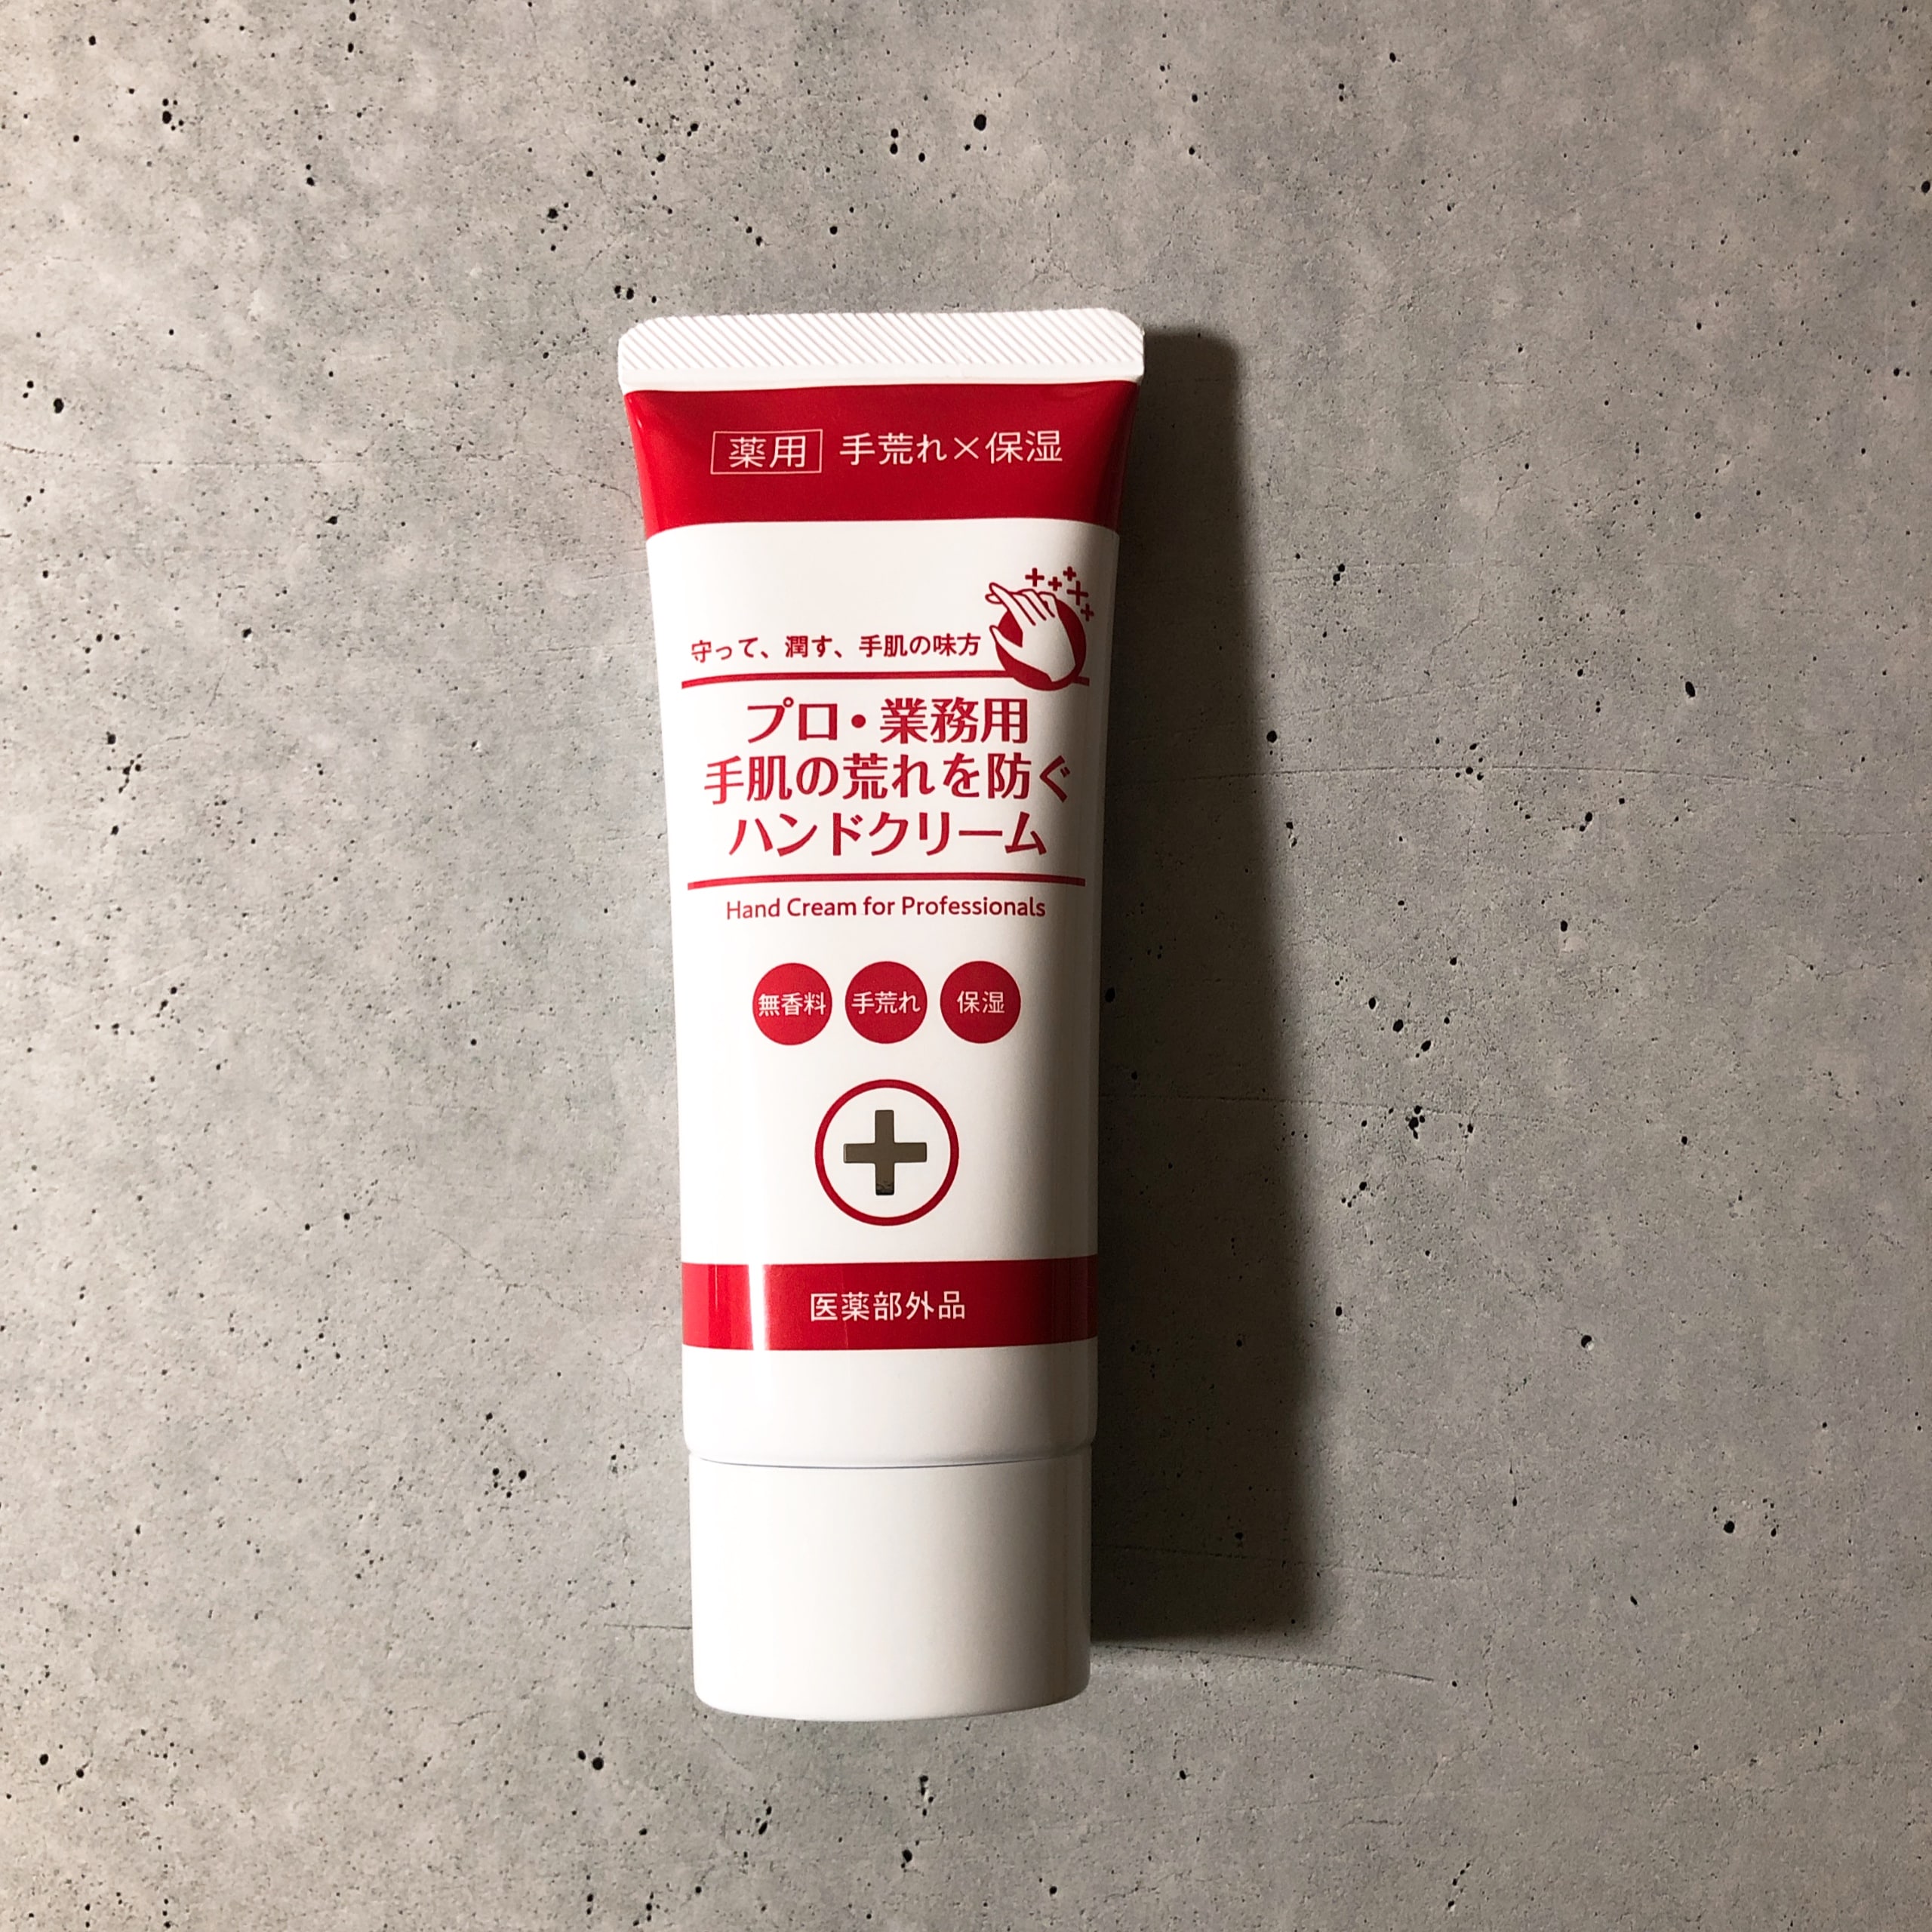 薬用 手荒れ×保湿
守って、潤す、手肌の味方
プロ・業務用
手肌の荒れを防ぐ
ハンドクリーム
Hand Cream for Professionals
無香料 手荒れ 保湿
医薬部外品